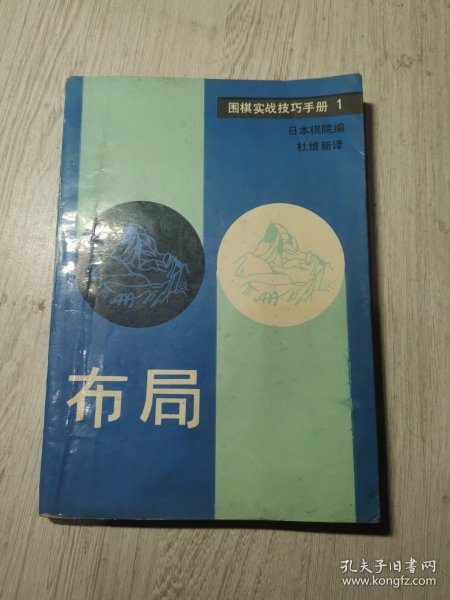 围棋实战技巧手册 1
日本棋院编
杜维新译
布局
孔夫子旧书网
www.kongfz.com